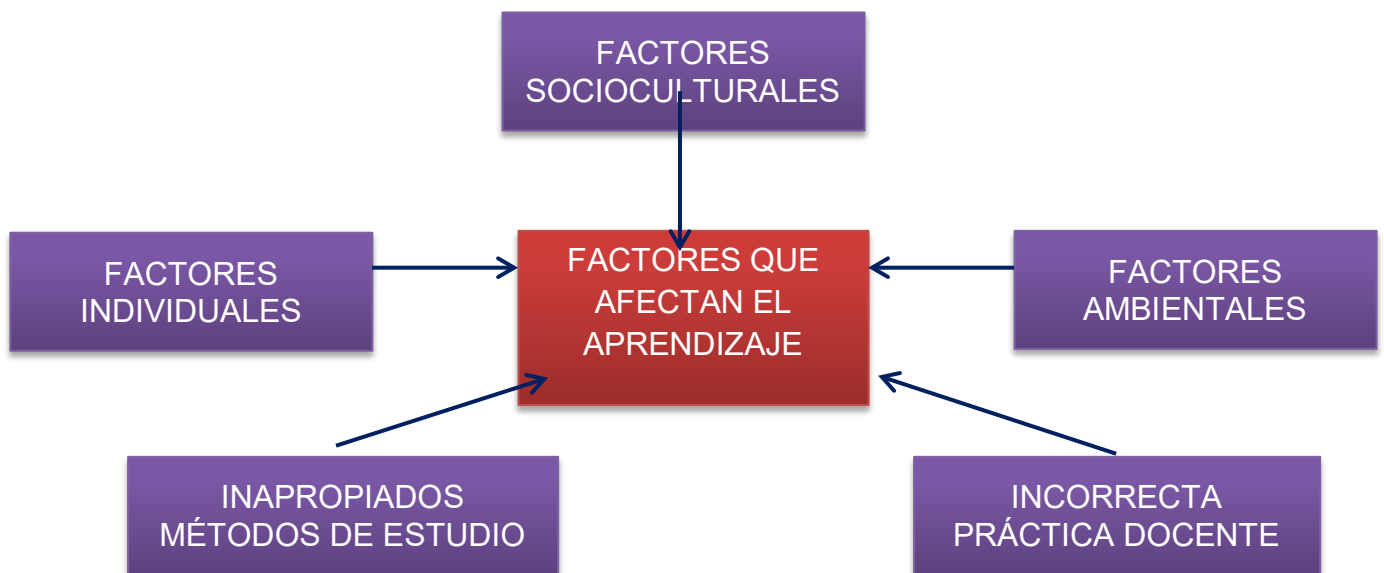 FACTORES
SOCIOCULTURALES
FACTORES
INDIVIDUALES
FACTORES QUE
AFECTAN EL
APRENDIZAJE
FACTORES
AMBIENTALES
INAPROPIADOS
MÉTODOS DE ESTUDIO
INCORRECTA
PRÁCTICA DOCENTE